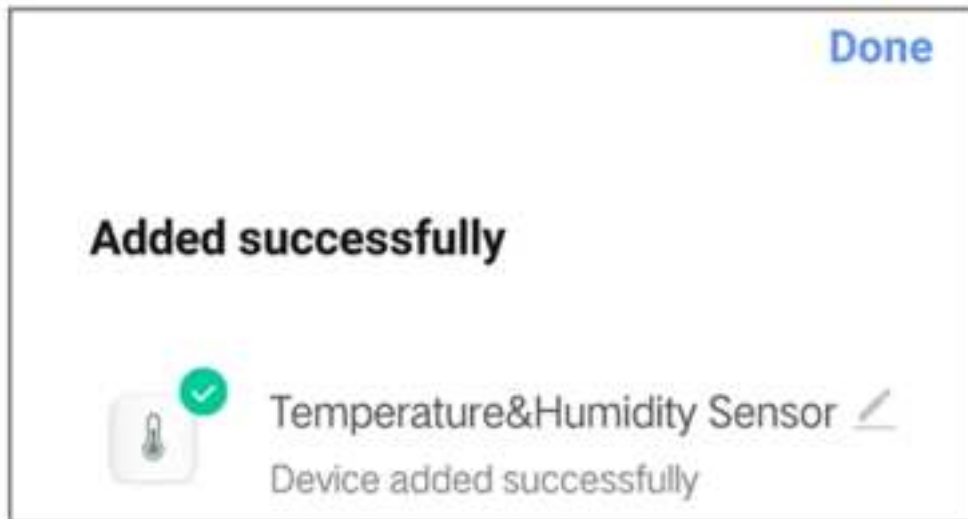 Done
Added successfully
Temperature&Humidity Sensor
Device added successfully